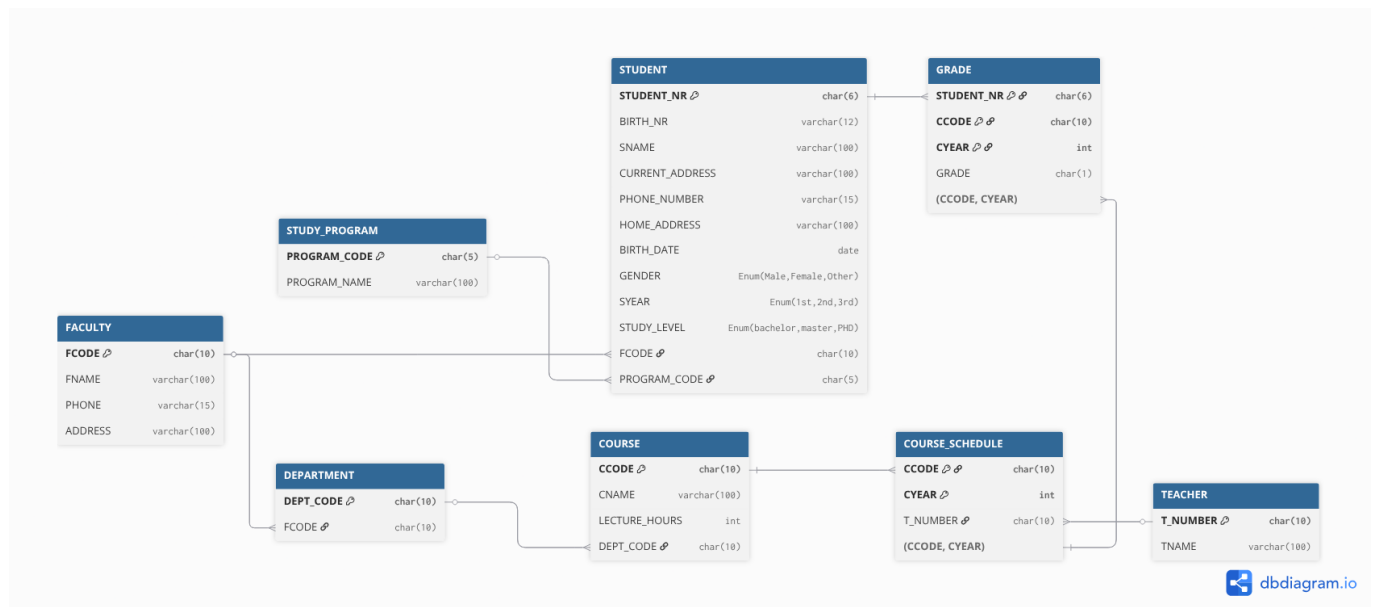 STUDENT
STUDENT_NR char(6)
BIRTH_NR varchar(12)
SNAME varchar(100)
CURRENT_ADDRESS varchar(100)
PHONE_NUMBER varchar(15)
HOME_ADDRESS varchar(100)
BIRTH_DATE date
GENDER Enum(Male,Female,Other)
SYEAR Enum(1st,2nd,3rd)
STUDY_LEVEL Enum(bachelor,master,PHD)
FCODE char(10)
PROGRAM_CODE char(5)
GRADE
STUDENT_NR char(6)
CCODE char(10)
CYEAR int
GRADE char(1)
(CCODE, CYEAR)
STUDY_PROGRAM
PROGRAM_CODE char(5)
PROGRAM_NAME varchar(100)
FACULTY
FCODE char(10)
FNAME varchar(100)
PHONE varchar(15)
ADDRESS varchar(100)
DEPARTMENT
DEPT_CODE char(10)
FCODE char(10)
COURSE
CCODE char(10)
CNAME varchar(100)
LECTURE_HOURS int
DEPT_CODE char(10)
COURSE_SCHEDULE
CCODE char(10)
CYEAR int
T_NUMBER char(10)
(CCODE, CYEAR)
TEACHER
T_NUMBER char(10)
TNAME varchar(100)
dbdiagram.io